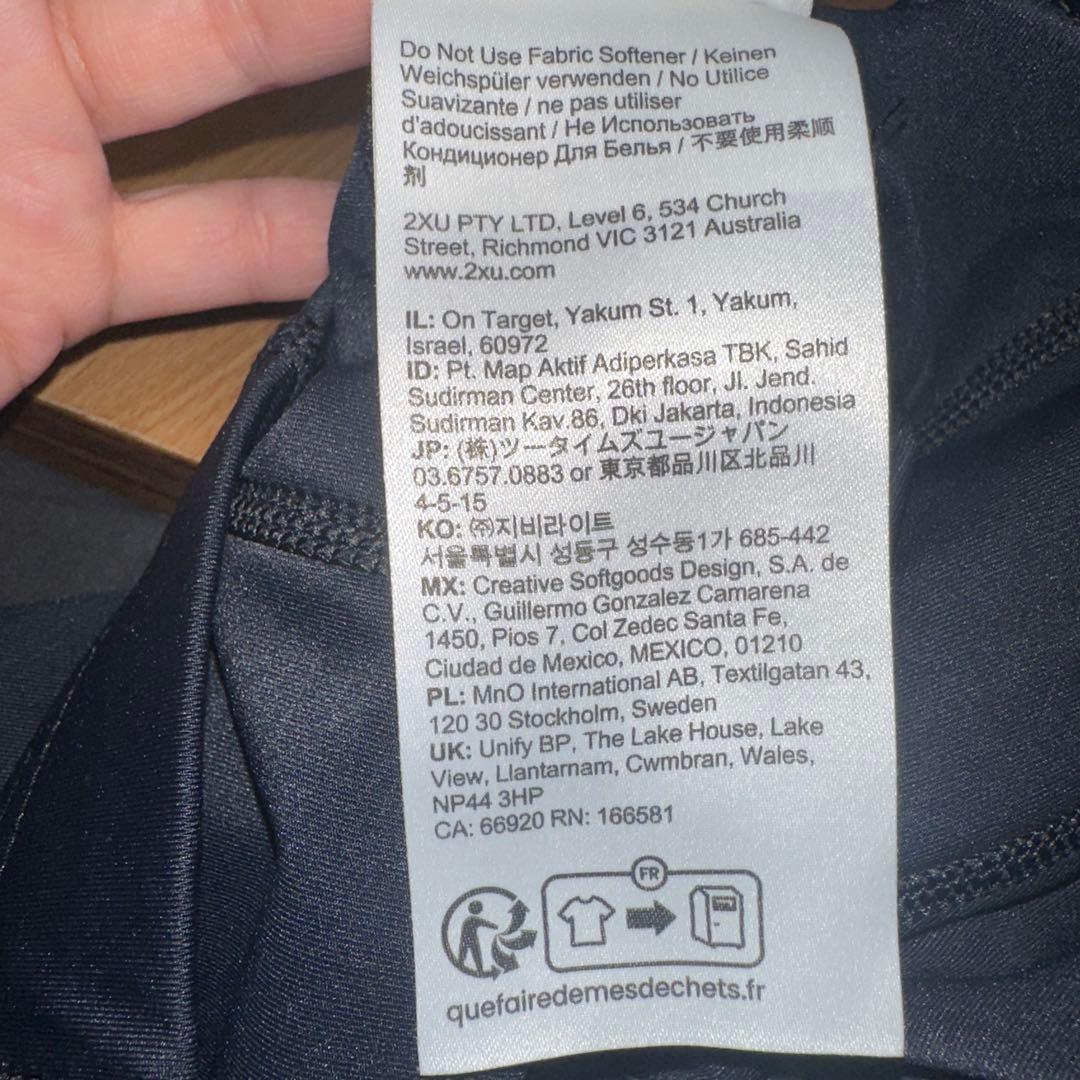 Do Not Use Fabric Softener / Keinen
Weichspüler verwenden / No Utilice
Suavizante / ne pas utiliser
d'adoucissant / Не Использовать
Кондиционер Для Белья / 不要使用柔顺
剂
2XU PTY LTD, Level 6, 534 Church
Street, Richmond VIC 3121 Australia
www.2xu.com
IL: On Target, Yakum St. 1, Yakum,
Israel, 60972
ID: Pt. Map Aktif Adiperkasa TBK, Sahid
Sudirman Center, 26th floor, Jl. Jend.
Sudirman Kav.86, Dki Jakarta, Indonesia
JP: (株)ツータイムズユージャパン
03.6757.0883 or 東京都品川区北品川
4-5-15
KO: ㈜지비라이트
서울특별시 성동구 성수동1가 685-442
MX: Creative Softgoods Design, S.A. de
C.V., Guillermo Gonzalez Camarena
1450, Pios 7, Col Zedec Santa Fe,
Ciudad de Mexico, MEXICO, 01210
PL: MnO International AB, Textilgatan 43,
120 30 Stockholm, Sweden
UK: Unify BP, The Lake House, Lake
View, Llantarnam, Cwmbran, Wales,
NP44 3HP
CA: 66920 RN: 166581
FR
quefairedemesdechets.fr